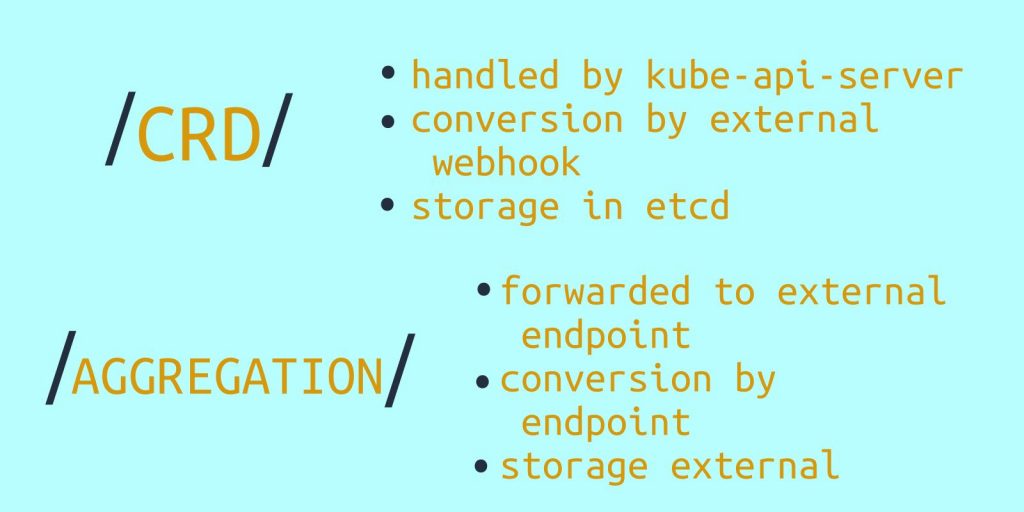 /CRD/
• handled by kube-api-server
• conversion by external
webhook
• storage in etcd
/AGGREGATION/
• forwarded to external
endpoint
• conversion by
endpoint
• storage external